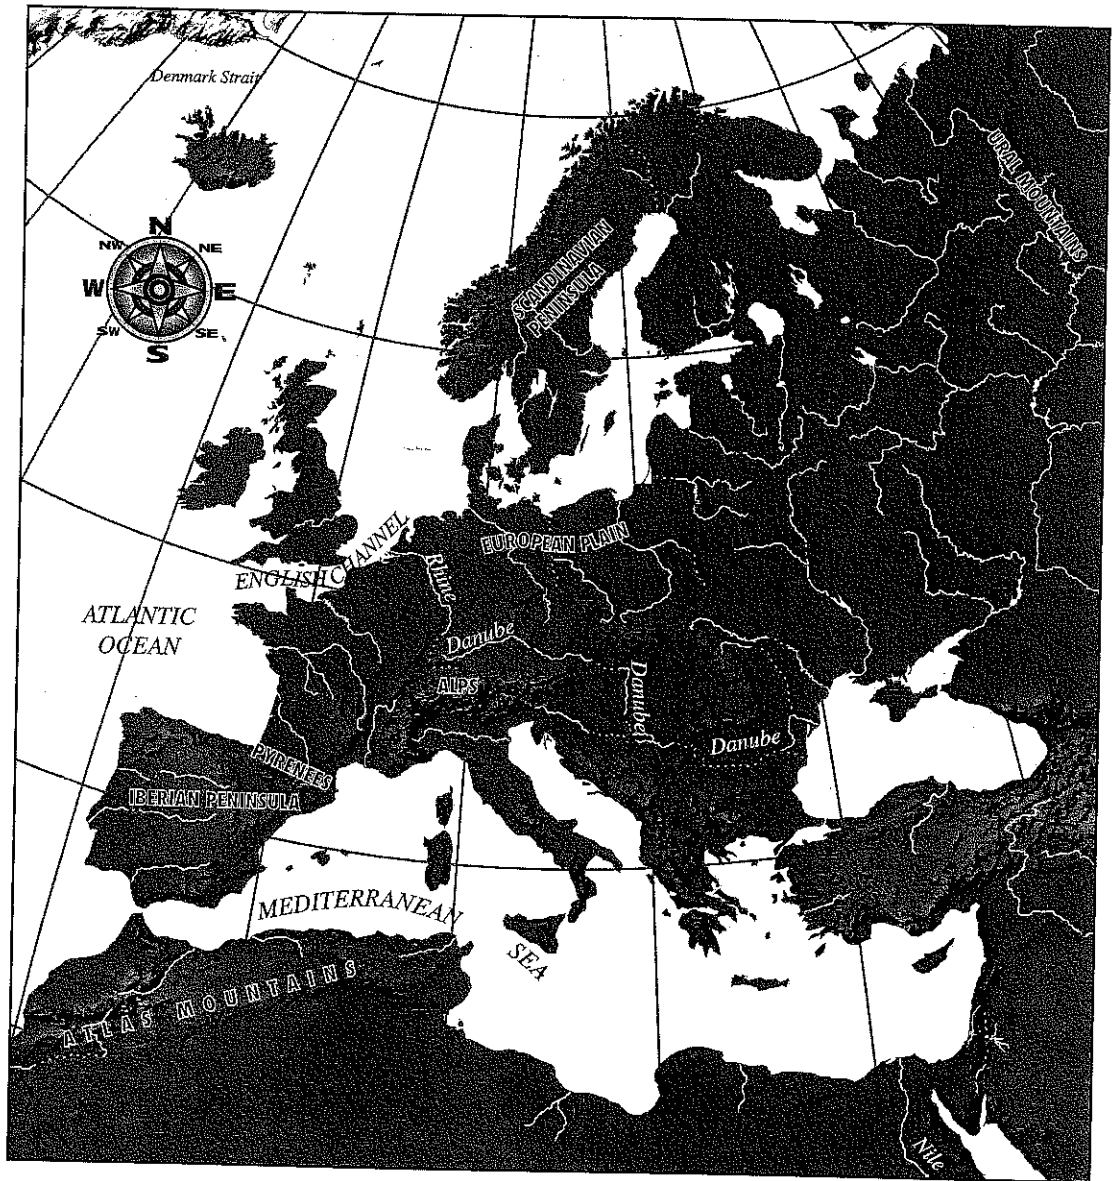 Denmark Strait
URAL MOUNTAINS
N
NW
NE
W
E
SW
SE
S
SCANDINAVIAN
PENINSULA
EUROPEAN PLAIN
ENGLISH CHANNEL
Rhine
ATLANTIC
OCEAN
Danube
Danube
ALPS
Danube
PYRENEES
IBERIAN PENINSULA
MEDITERRANEAN
SEA
ATLAS MOUNTAINS
Nile